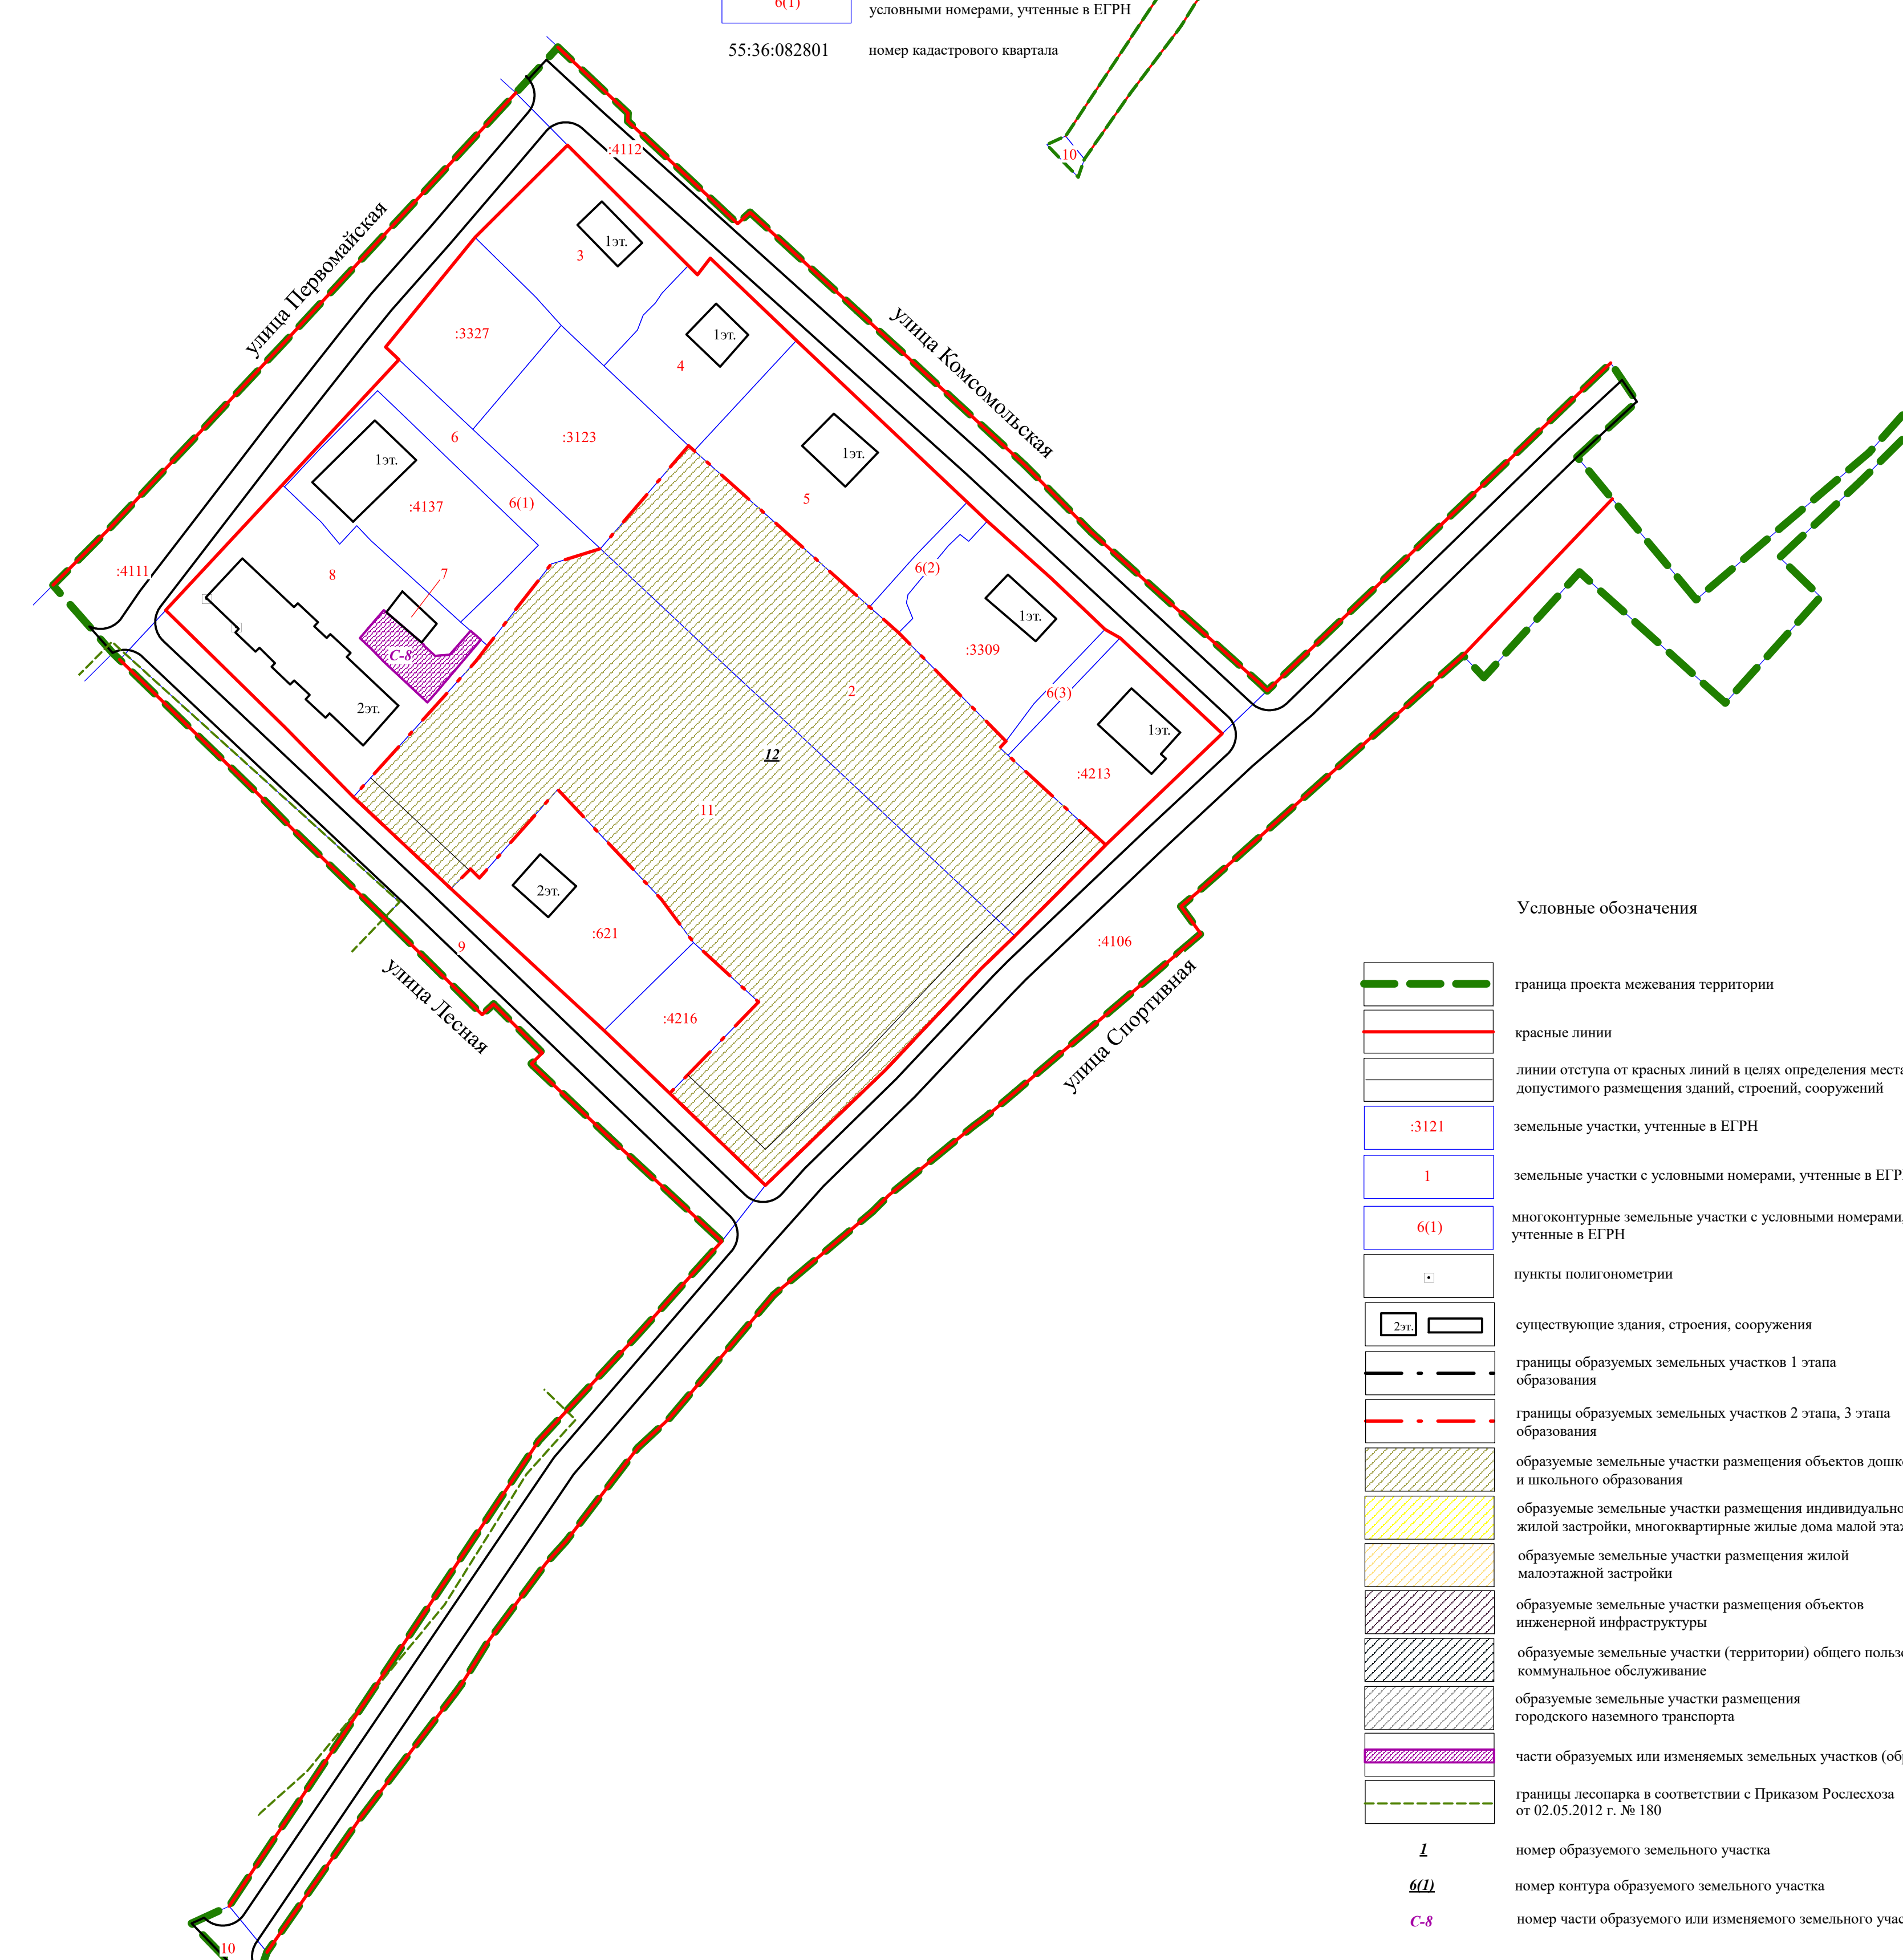 6(1)
условными номерами, учтенные в ЕГРН
55:36:082801
номер кадастрового квартала
10
:4112
улица Первомайская
3
1эт.
:3327
4
1эт.
улица Комсомольская
6
:3123
1эт.
1эт.
5
6(1)
:4137
:4111
8
7
6(2)
1эт.
:3309
С-8
2эт.
2
6(3)
1эт.
12
:4213
11
2эт.
:621
9
:4106
улица Лесная
:4216
улица Спортивная
10
Условные обозначения
граница проекта межевания территории
красные линии
линии отступа от красных линий в целях определения места
допустимого размещения зданий, строений, сооружений
:3121
земельные участки, учтенные в ЕГРН
1
земельные участки с условными номерами, учтенные в
6(1)
многоконтурные земельные участки с условными номерами,
учтенные в ЕГРН
пункты полигонометрии
2эт.
существующие здания, строения, сооружения
границы образуемых земельных участков 1 этапа
образования
границы образуемых земельных участков 2 этапа, 3 этапа
образования
образуемые земельные участки размещения объектов
и школьного образования
образуемые земельные участки размещения
жилой застройки, многоквартирные жилые дома малой
образуемые земельные участки размещения жилой
малоэтажной застройки
образуемые земельные участки размещения объектов
инженерной инфраструктуры
образуемые земельные участки (территории) общего
коммунальное обслуживание
образуемые земельные участки размещения
городского наземного транспорта
части образуемых или изменяемых земельных участков
границы лесопарка в соответствии с Приказом Рослесхоза
от 02.05.2012 г. № 180
1
номер образуемого земельного участка
6(1)
номер контура образуемого земельного участка
С-8
номер части образуемого или изменяемого земельного